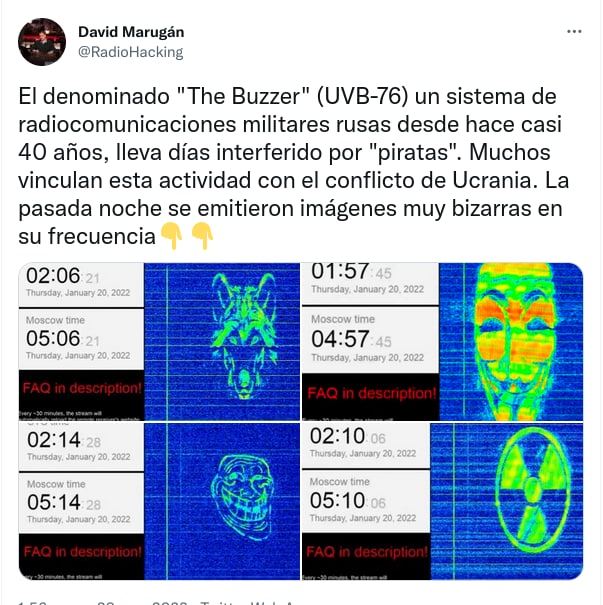 David Marugán
@RadioHacking
El denominado "The Buzzer" (UVB-76) un sistema de
radiocomunicaciones militares rusas desde hace casi
40 años, lleva días interferido por "piratas". Muchos
vinculan esta actividad con el conflicto de Ucrania. La
pasada noche se emitieron imágenes muy bizarras en
su frecuencia👇👇
02:06:21
Thursday, January 20, 2022
Moscow time
05:06:21
Thursday, January 20, 2022
FAQ in description!
Every ~30 minutes, the stream will
automatically reload the remote receiver's website
01:57:45
Thursday, January 20, 2022
Moscow time
04:57:45
Thursday, January 20, 2022
FAQ in description!
02:14:28
Thursday, January 20, 2022
Moscow time
05:14:28
Thursday, January 20, 2022
FAQ in description!
Every ~30 minutes, the stream will
02:10:06
Thursday, January 20, 2022
Moscow time
05:10:06
Thursday, January 20, 2022
FAQ in description!
Every ~30 minutes, the stream will